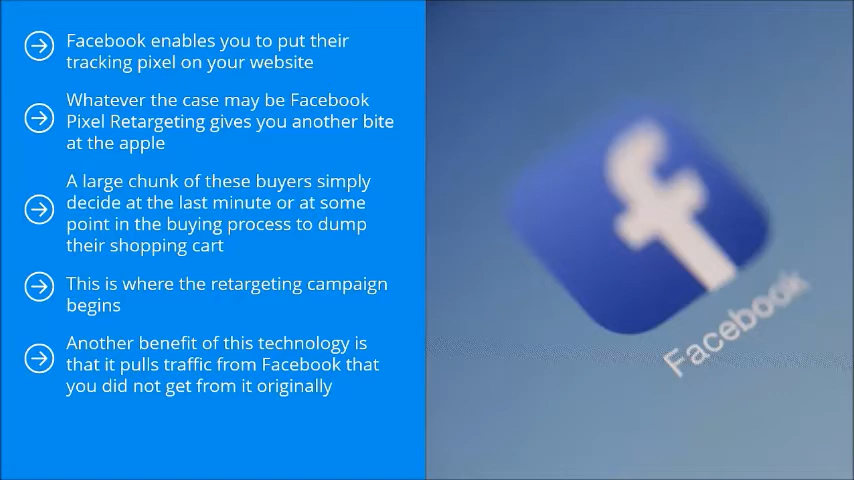 Facebook enables you to put their
tracking pixel on your website
Whatever the case may be Facebook
Pixel Retargeting gives you another bite
at the apple
A large chunk of these buyers simply
decide at the last minute or at some
point in the buying process to dump
their shopping cart
This is where the retargeting campaign
begins
Another benefit of this technology is
that it pulls traffic from Facebook that
you did not get from it originally
f
Facebook